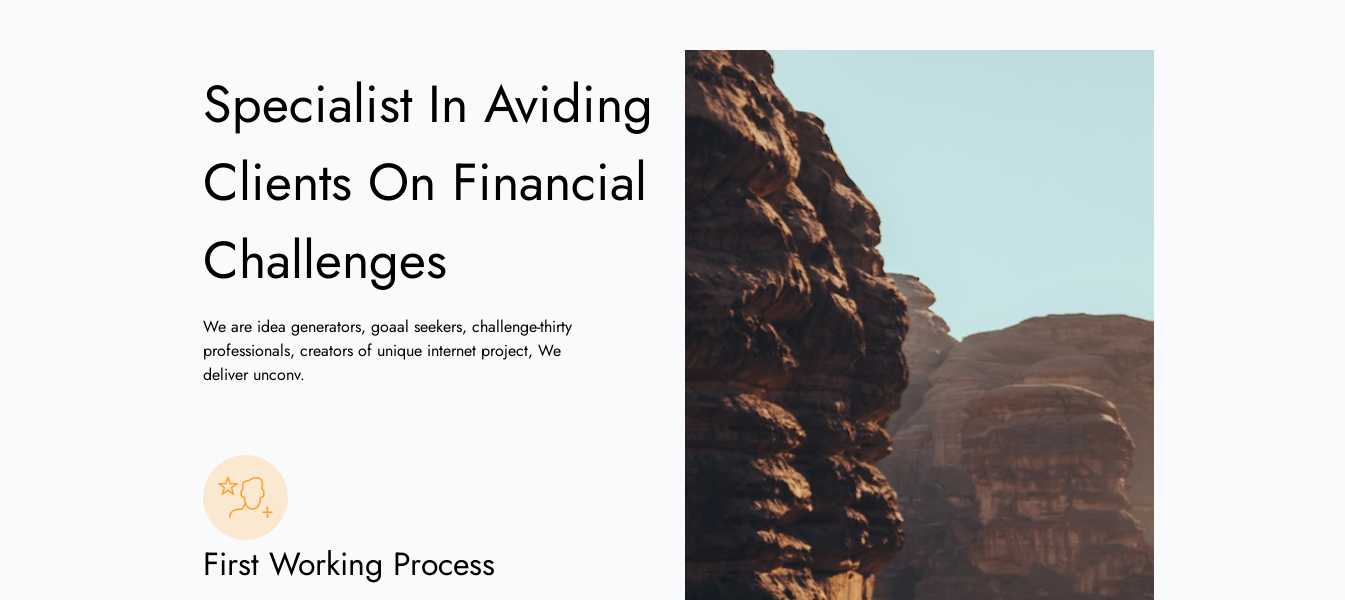 Specialist In Aviding
Clients On Financial
Challenges
We are idea generators, goaal seekers, challenge-thirty
professionals, creators of unique internet project, We
deliver unconv.
First Working Process